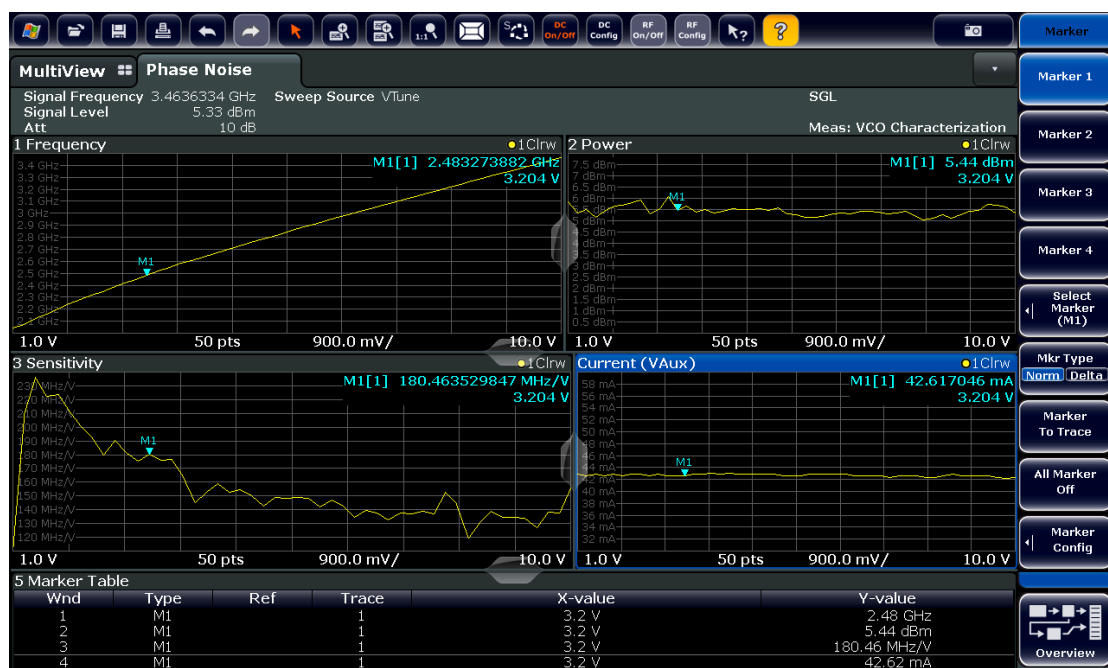 1:1 S DC On/Off DC Config RF On/Off RF Config ? ? Marker
MultiView Phase Noise
Signal Frequency 3.4636334 GHz Sweep Source VTune SGL
Signal Level 5.33 dBm
Att 10 dB Meas: VCO Characterization
1 Frequency 1Clrw
M1[1] 2.483273882 GHz
3.204 V
3.4 GHz
3.3 GHz
3.2 GHz
3.1 GHz
3 GHz
2.9 GHz
2.8 GHz
2.7 GHz
2.6 GHz
2.5 GHz
2.4 GHz
2.3 GHz
2.2 GHz
2.1 GHz
M1
1.0 V 50 pts 900.0 mV/ 10.0 V
2 Power 1Clrw
M1[1] 5.44 dBm
3.204 V
7.5 dBm
7 dBm
6.5 dBm
6 dBm
5.5 dBm
4.5 dBm
4 dBm
3.5 dBm
3 dBm
2.5 dBm
2 dBm
1.5 dBm
1 dBm
0.5 dBm
M1
1.0 V 50 pts 900.0 mV/ 10.0 V
3 Sensitivity 1Clrw
M1[1] 180.463529847 MHz/V
3.204 V
230 MHz/V
220 MHz/V
210 MHz/V
200 MHz/V
190 MHz/V
180 MHz/V
170 MHz/V
160 MHz/V
150 MHz/V
140 MHz/V
130 MHz/V
120 MHz/V
M1
1.0 V 50 pts 900.0 mV/ 10.0 V
Current (VAux) 1Clrw
M1[1] 42.617046 mA
3.204 V
58 mA
56 mA
54 mA
52 mA
50 mA
48 mA
46 mA
44 mA
42 mA
40 mA
38 mA
36 mA
34 mA
32 mA
M1
1.0 V 50 pts 900.0 mV/ 10.0 V
5 Marker Table
Wnd Type Ref Trace X-value Y-value
1 M1 1 3.2 V 2.48 GHz
2 M1 1 3.2 V 5.44 dBm
3 M1 1 3.2 V 180.46 MHz/V
4 M1 1 3.2 V 42.62 mA
Marker 1
Marker 2
Marker 3
Marker 4
Select
Marker
(M1)
Mkr Type
Norm Delta
Marker
To Trace
All Marker
Off
Marker
Config
Overview